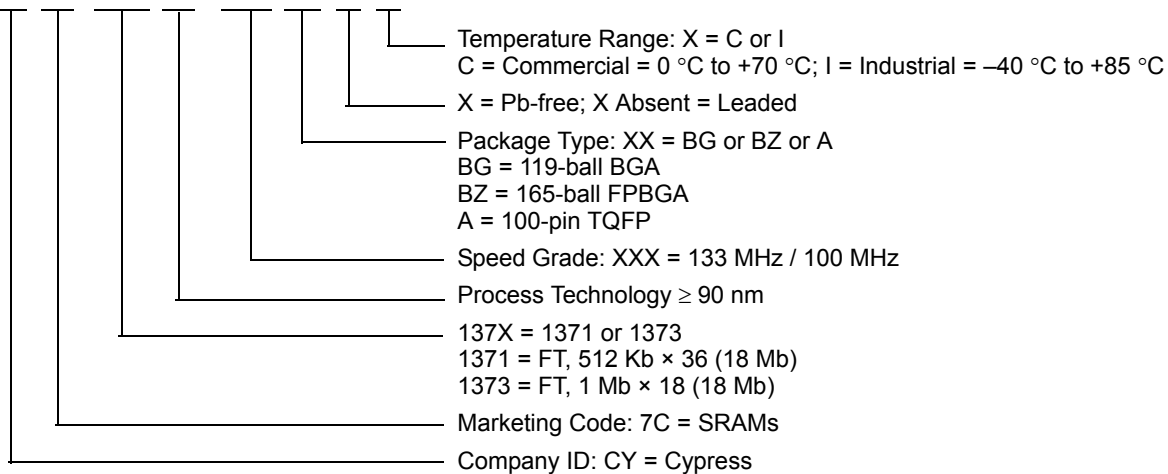 Temperature Range: X = C or I
C = Commercial = 0 °C to +70 °C; I = Industrial = –40 °C to +85 °C
X = Pb-free; X Absent = Leaded
Package Type: XX = BG or BZ or A
BG = 119-ball BGA
BZ = 165-ball FPBGA
A = 100-pin TQFP
Speed Grade: XXX = 133 MHz / 100 MHz
Process Technology ≥ 90 nm
137X = 1371 or 1373
1371 = FT, 512 Kb × 36 (18 Mb)
1373 = FT, 1 Mb × 18 (18 Mb)
Marketing Code: 7C = SRAMs
Company ID: CY = Cypress